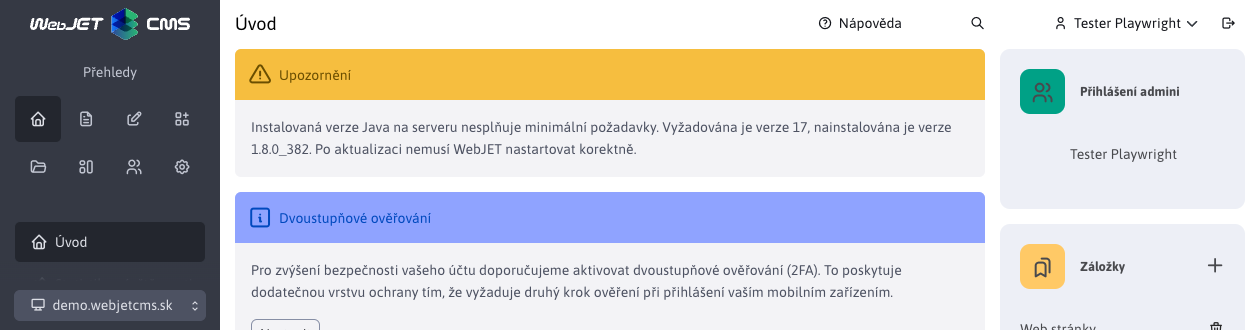 WebJET CMS
Přehledy
Úvod
demo.webjetcms.sk
Úvod
Nápověda
Tester Playwright
Upozornění
Instalovaná verze Java na serveru nesplňuje minimální požadavky. Vyžadována je verze 17, nainstalována je verze
1.8.0_382. Po aktualizaci nemusí WebJET nastartovat korektně.
Dvoustupňové ověřování
Pro zvýšení bezpečnosti vašeho účtu doporučujeme aktivovat dvoustupňové ověřování (2FA). To poskytuje
dodatečnou vrstvu ochrany tím, že vyžaduje druhý krok ověření při přihlášení vaším mobilním zařízením.
Přihlášení admini
Tester Playwright
Záložky
Web stránky